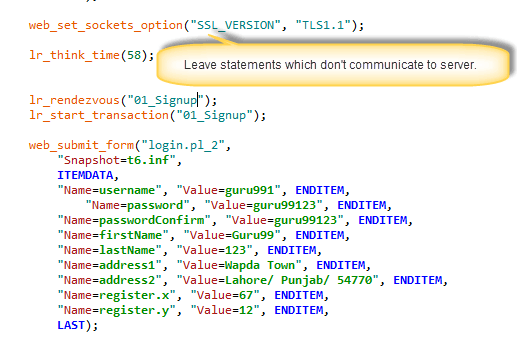 web_set_sockets_option("SSL_VERSION", "TLS1.1");
lr_think_time(58);
Leave statements which don't communicate to server.
lr_rendezvous("01_Signup");
lr_start_transaction("01_Signup");
web_submit_form("login.pl_2",
"Snapshot=t6.inf",
ITEMDATA,
"Name=username", "Value=guru991", ENDITEM,
"Name=password", "Value=guru99123", ENDITEM,
"Name=passwordConfirm", "Value=guru99123", ENDITEM,
"Name=firstName", "Value=Guru99", ENDITEM,
"Name=lastName", "Value=123", ENDITEM,
"Name=address1", "Value=Wapda Town", ENDITEM,
"Name=address2", "Value=Lahore/ Punjab/ 54770", ENDITEM,
"Name=register.x", "Value=67", ENDITEM,
"Name=register.y", "Value=12", ENDITEM,
LAST);